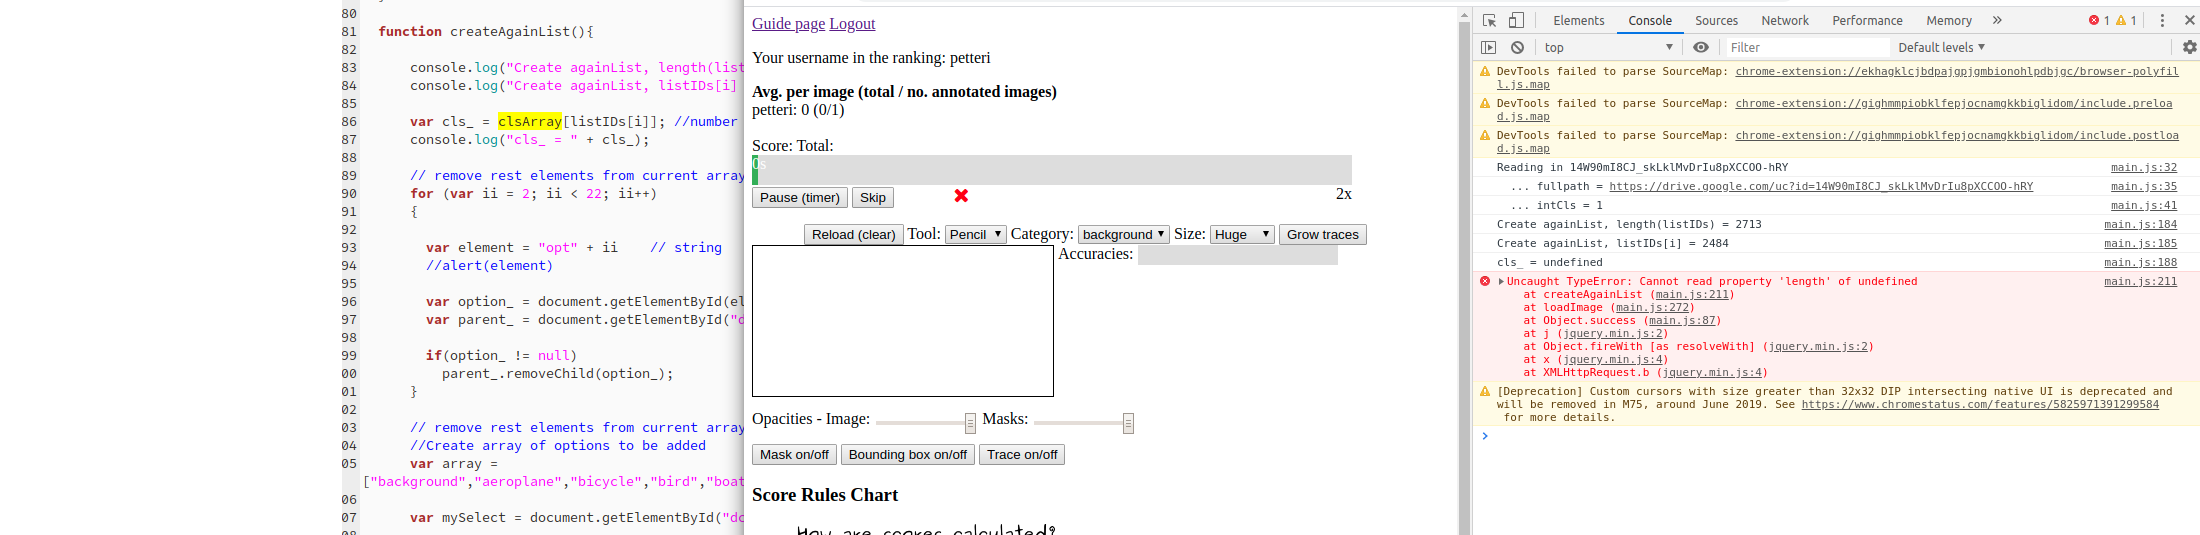 80
81 function createAgainList(){
82
83 console.log("Create againList, length(list
84 console.log("Create againList, listIDs[i]
85
86 var cls_ = clsArray[listIDs[i]]; //number
87 console.log("cls_ = " + cls_);
88
89 // remove rest elements from current array
90 for (var ii = 2; ii < 22; ii++)
91 {
92
93 var element = "opt" + ii // string
94 //alert(element)
95
96 var option_ = document.getElementById(el
97 var parent_ = document.getElementById("d
98
99 if(option_ != null)
00 parent_.removeChild(option_);
01 }
02
03 // remove rest elements from current array
04 //Create array of options to be added
05 var array =
["background","aeroplane","bicycle","bird","boat
06
07 var mySelect = document.getElementById("do
08
Guide page Logout
Your username in the ranking: petteri
Avg. per image (total / no. annotated images)
petteri: 0 (0/1)
Score: Total:
0s
Pause (timer) Skip 2x
Reload (clear) Tool: Pencil Category: background Size: Huge Grow traces
Accuracies:
Opacities - Image: Masks:
Mask on/off Bounding box on/off Trace on/off
Score Rules Chart
How are scores calculated?
Elements Console Sources Network Performance Memory » 1 1
top Filter Default levels
DevTools failed to parse SourceMap: chrome-extension://ekhagklcjbdpajgpjgmbionohlpdbjgc/browser-polyfil
l.js.map
DevTools failed to parse SourceMap: chrome-extension://gighmmpiobklfepjocnamgkkbiglidom/include.preloa
d.js.map
DevTools failed to parse SourceMap: chrome-extension://gighmmpiobklfepjocnamgkkbiglidom/include.postloa
d.js.map
Reading in 14W90mI8CJ_skLklMvDrIu8pXCCOO-hRY main.js:32
... fullpath = https://drive.google.com/uc?id=14W90mI8CJ_skLklMvDrIu8pXCCOO-hRY main.js:35
... intCls = 1 main.js:41
Create againList, length(listIDs) = 2713 main.js:184
Create againList, listIDs[i] = 2484 main.js:185
cls_ = undefined main.js:188
Uncaught TypeError: Cannot read property 'length' of undefined main.js:211
at createAgainList (main.js:211)
at loadImage (main.js:272)
at Object.success (main.js:87)
at j (jquery.min.js:2)
at Object.fireWith [as resolveWith] (jquery.min.js:2)
at x (jquery.min.js:4)
at XMLHttpRequest.b (jquery.min.js:4)
[Deprecation] Custom cursors with size greater than 32x32 DIP intersecting native UI is deprecated and
will be removed in M75, around June 2019. See https://www.chromestatus.com/features/5825971391299584
for more details.